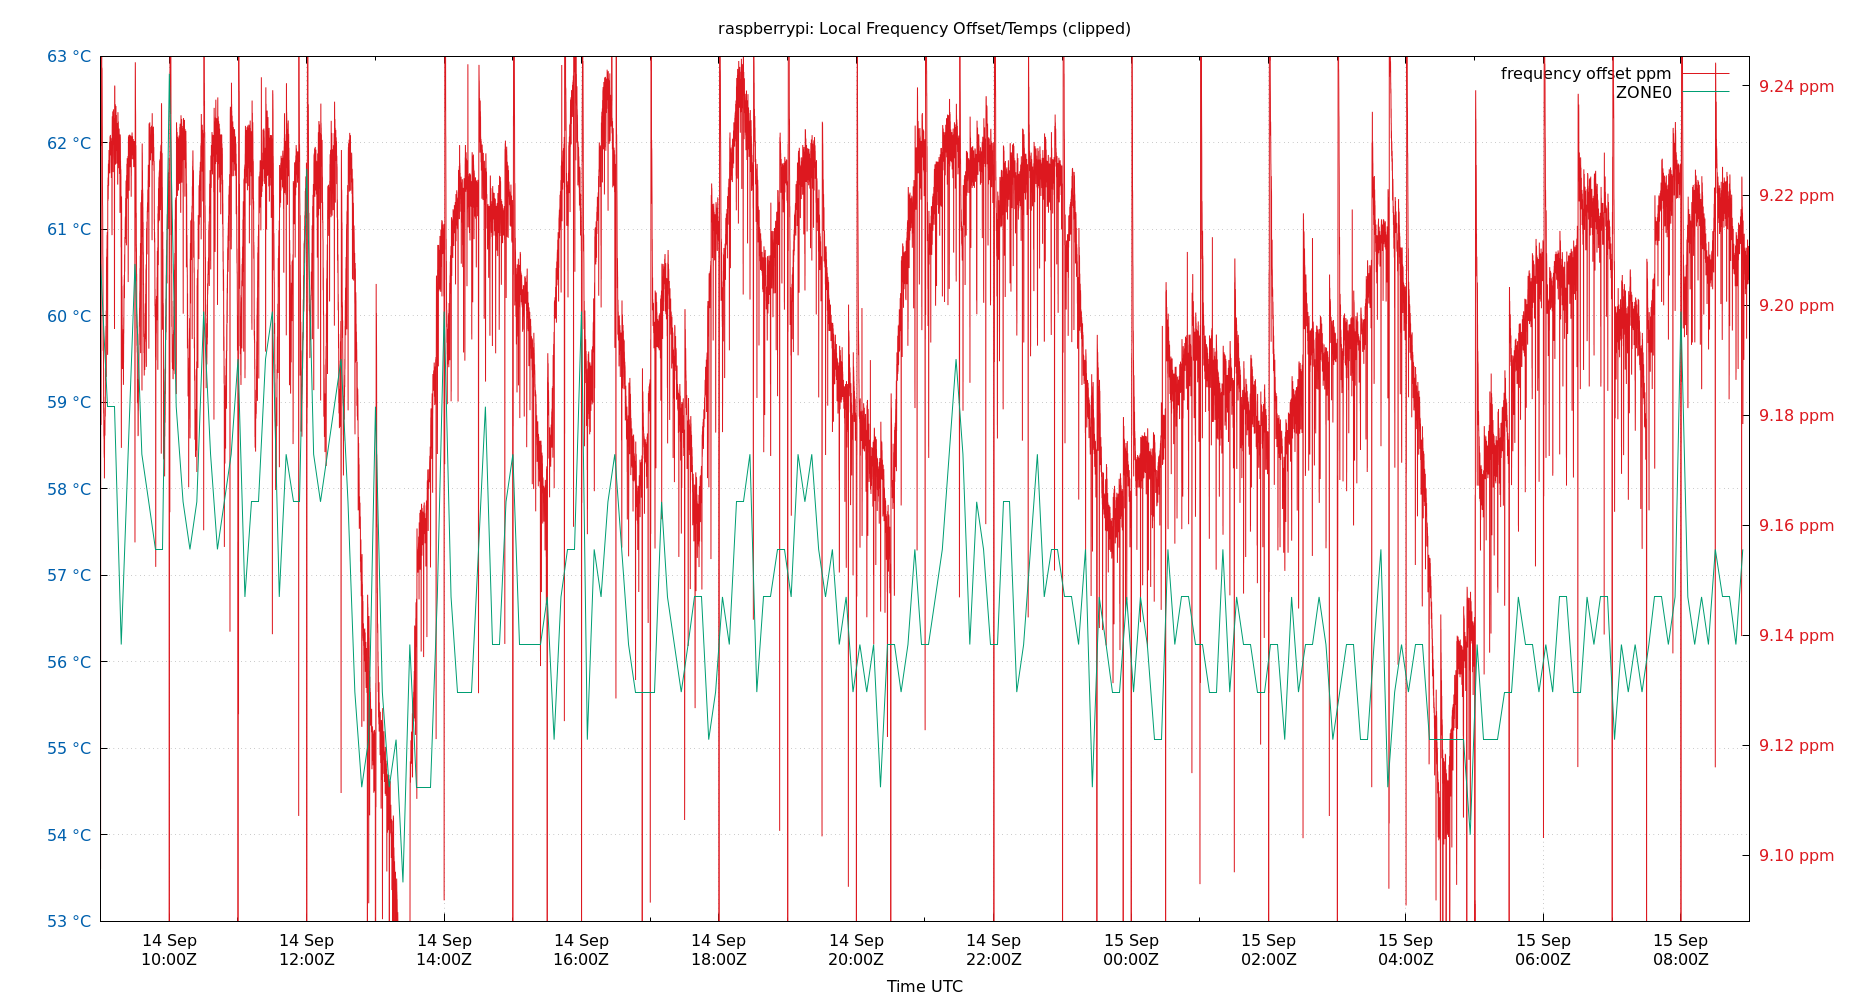 raspberrypi: Local Frequency Offset/Temps (clipped)
63 °C
62 °C
61 °C
60 °C
59 °C
58 °C
57 °C
56 °C
55 °C
54 °C
53 °C
frequency offset ppm
ZONE0
9.24 ppm
9.22 ppm
9.20 ppm
9.18 ppm
9.16 ppm
9.14 ppm
9.12 ppm
9.10 ppm
14 Sep 14 Sep 14 Sep 14 Sep 14 Sep 14 Sep 14 Sep 15 Sep 15 Sep 15 Sep 15 Sep 15 Sep
10:00Z 12:00Z 14:00Z 16:00Z 18:00Z 20:00Z 22:00Z 00:00Z 02:00Z 04:00Z 06:00Z 08:00Z
Time UTC